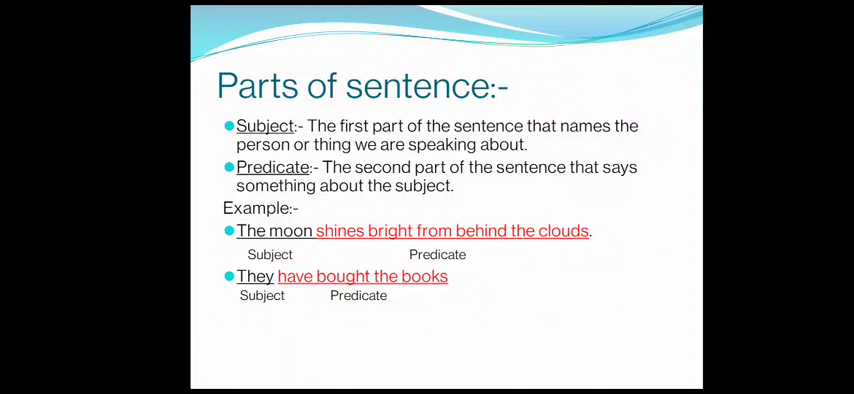 Parts of sentence:-
Subject:- The first part of the sentence that names the
person or thing we are speaking about.
Predicate:- The second part of the sentence that says
something about the subject.
Example:-
The moon shines bright from behind the clouds.
Subject Predicate
They have bought the books
Subject Predicate